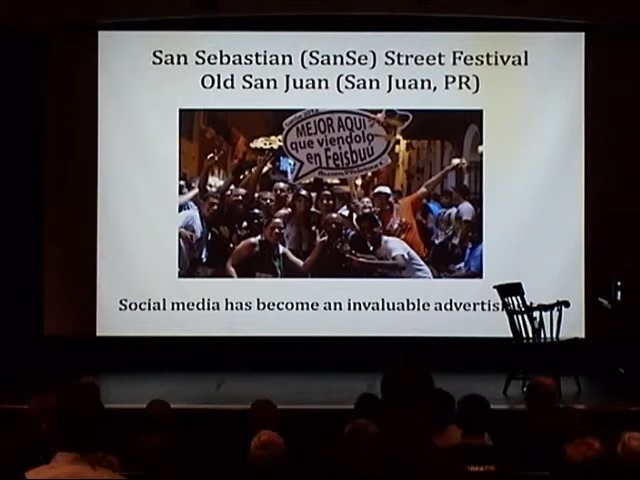 San Sebastian (SanSe) Street Festival
Old San Juan (San Juan, PR)
MEJOR AQUI
que viendolo
en Feisbuu
Social media has become an invaluable advertis